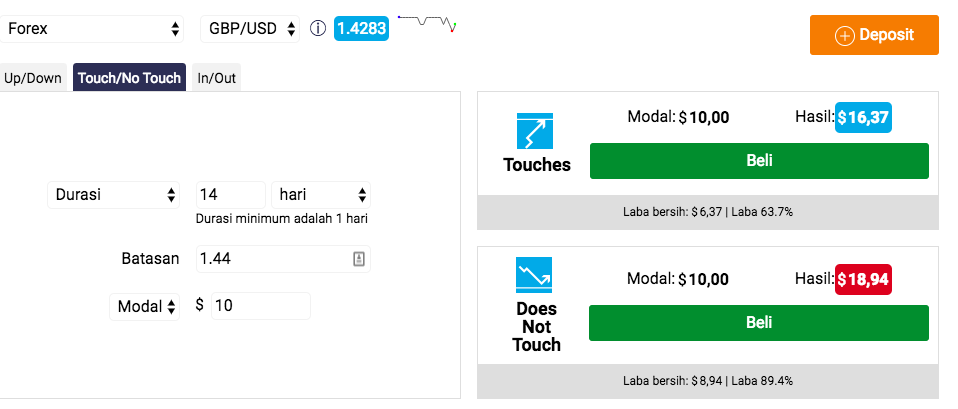 Forex GBP/USD 1.4283
Deposit
Up/Down Touch/No Touch In/Out
Modal: $ 10,00 Hasil: $ 16,37
Touches
Beli
Laba bersih: $ 6,37 | Laba 63.7%
Durasi 14 hari
Durasi minimum adalah 1 hari
Batasan 1.44
Modal $ 10
Modal: $ 10,00 Hasil: $ 18,94
Does
Not
Touch
Beli
Laba bersih: $ 8,94 | Laba 89.4%